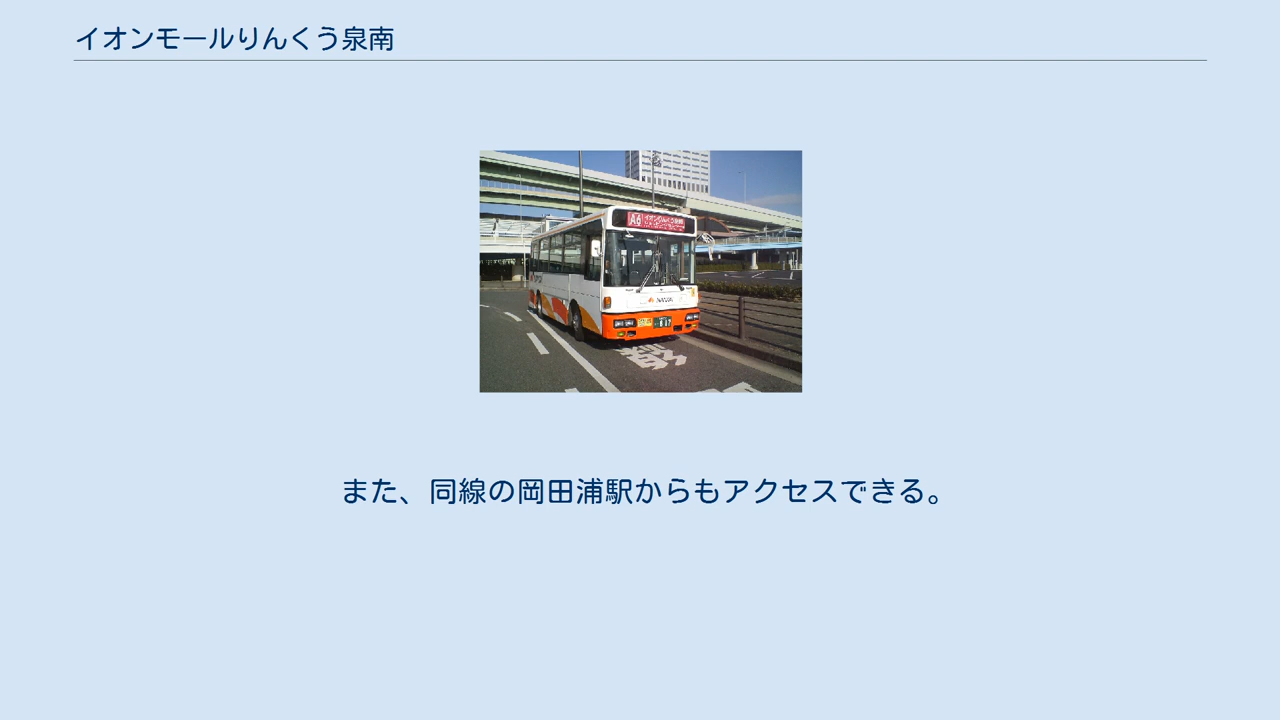 イオンモールりんくう泉南
A6
また、同線の岡田浦駅からもアクセスできる。